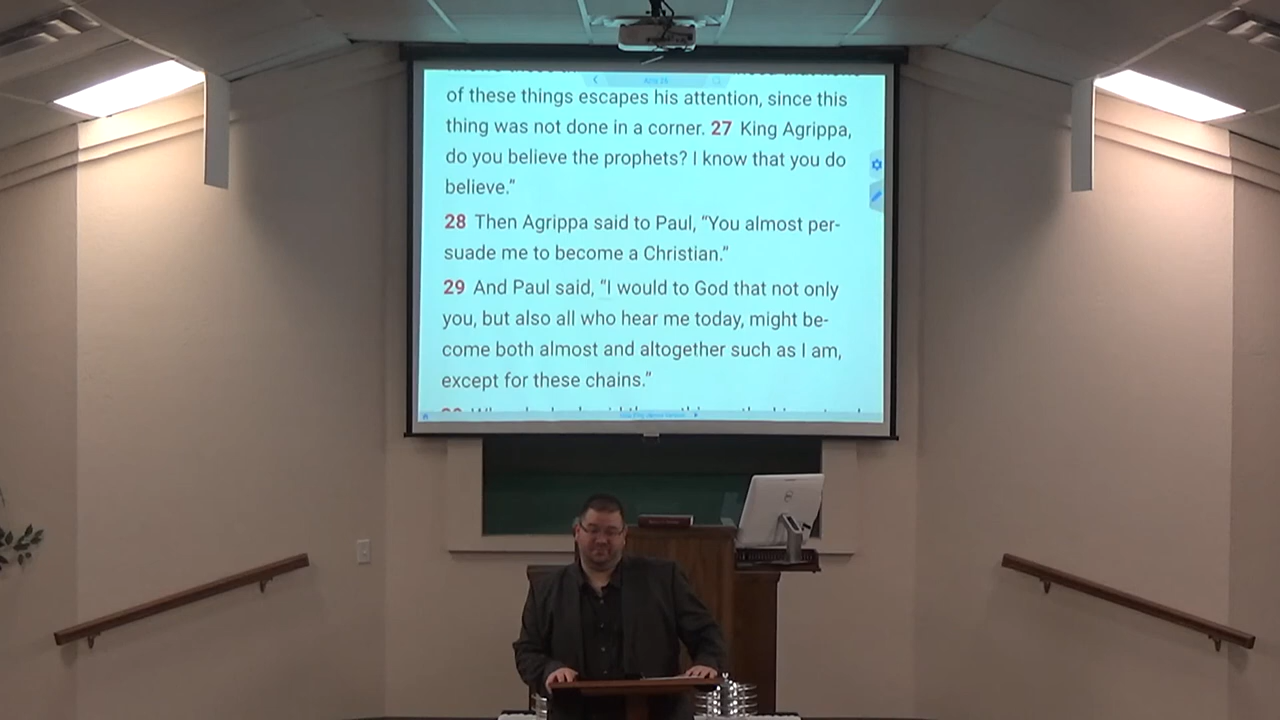 Acts 26
of these things escapes his attention, since this
thing was not done in a corner. 27 King Agrippa,
do you believe the prophets? I know that you do
believe.”
28 Then Agrippa said to Paul, “You almost per-
suade me to become a Christian.”
29 And Paul said, “I would to God that not only
you, but also all who hear me today, might be-
come both almost and altogether such as I am,
except for these chains.”
DELL